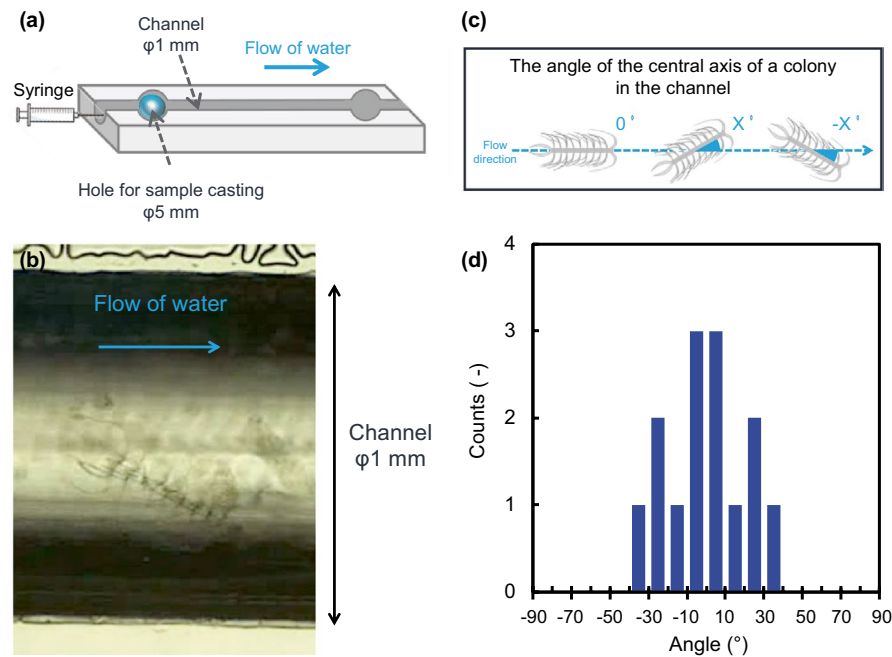 (a)
Channel
φ1 mm
Flow of water
Syringe
Hole for sample casting
φ5 mm
(b)
Flow of water
Channel
φ1 mm
(c)
The angle of the central axis of a colony
in the channel
0°
X°
-X°
Flow
direction
(d)
Counts ( - )
4
3
2
1
0
-90 -70 -50 -30 -10 10 30 50 70 90
Angle (°)